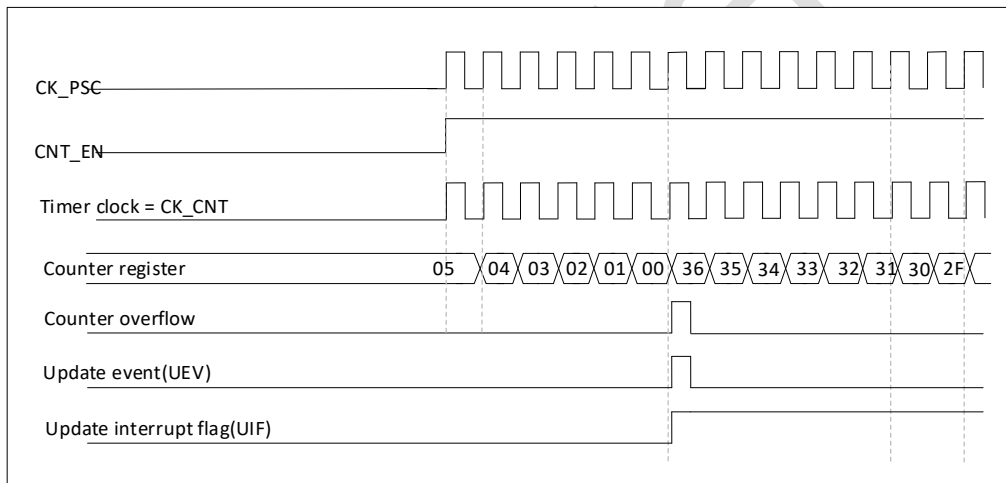 CK_PSC
CNT_EN
Timer clock = CK_CNT
Counter register 05 04 03 02 01 00 36 35 34 33 32 31 30 2F
Counter overflow
Update event(UEV)
Update interrupt flag(UIF)